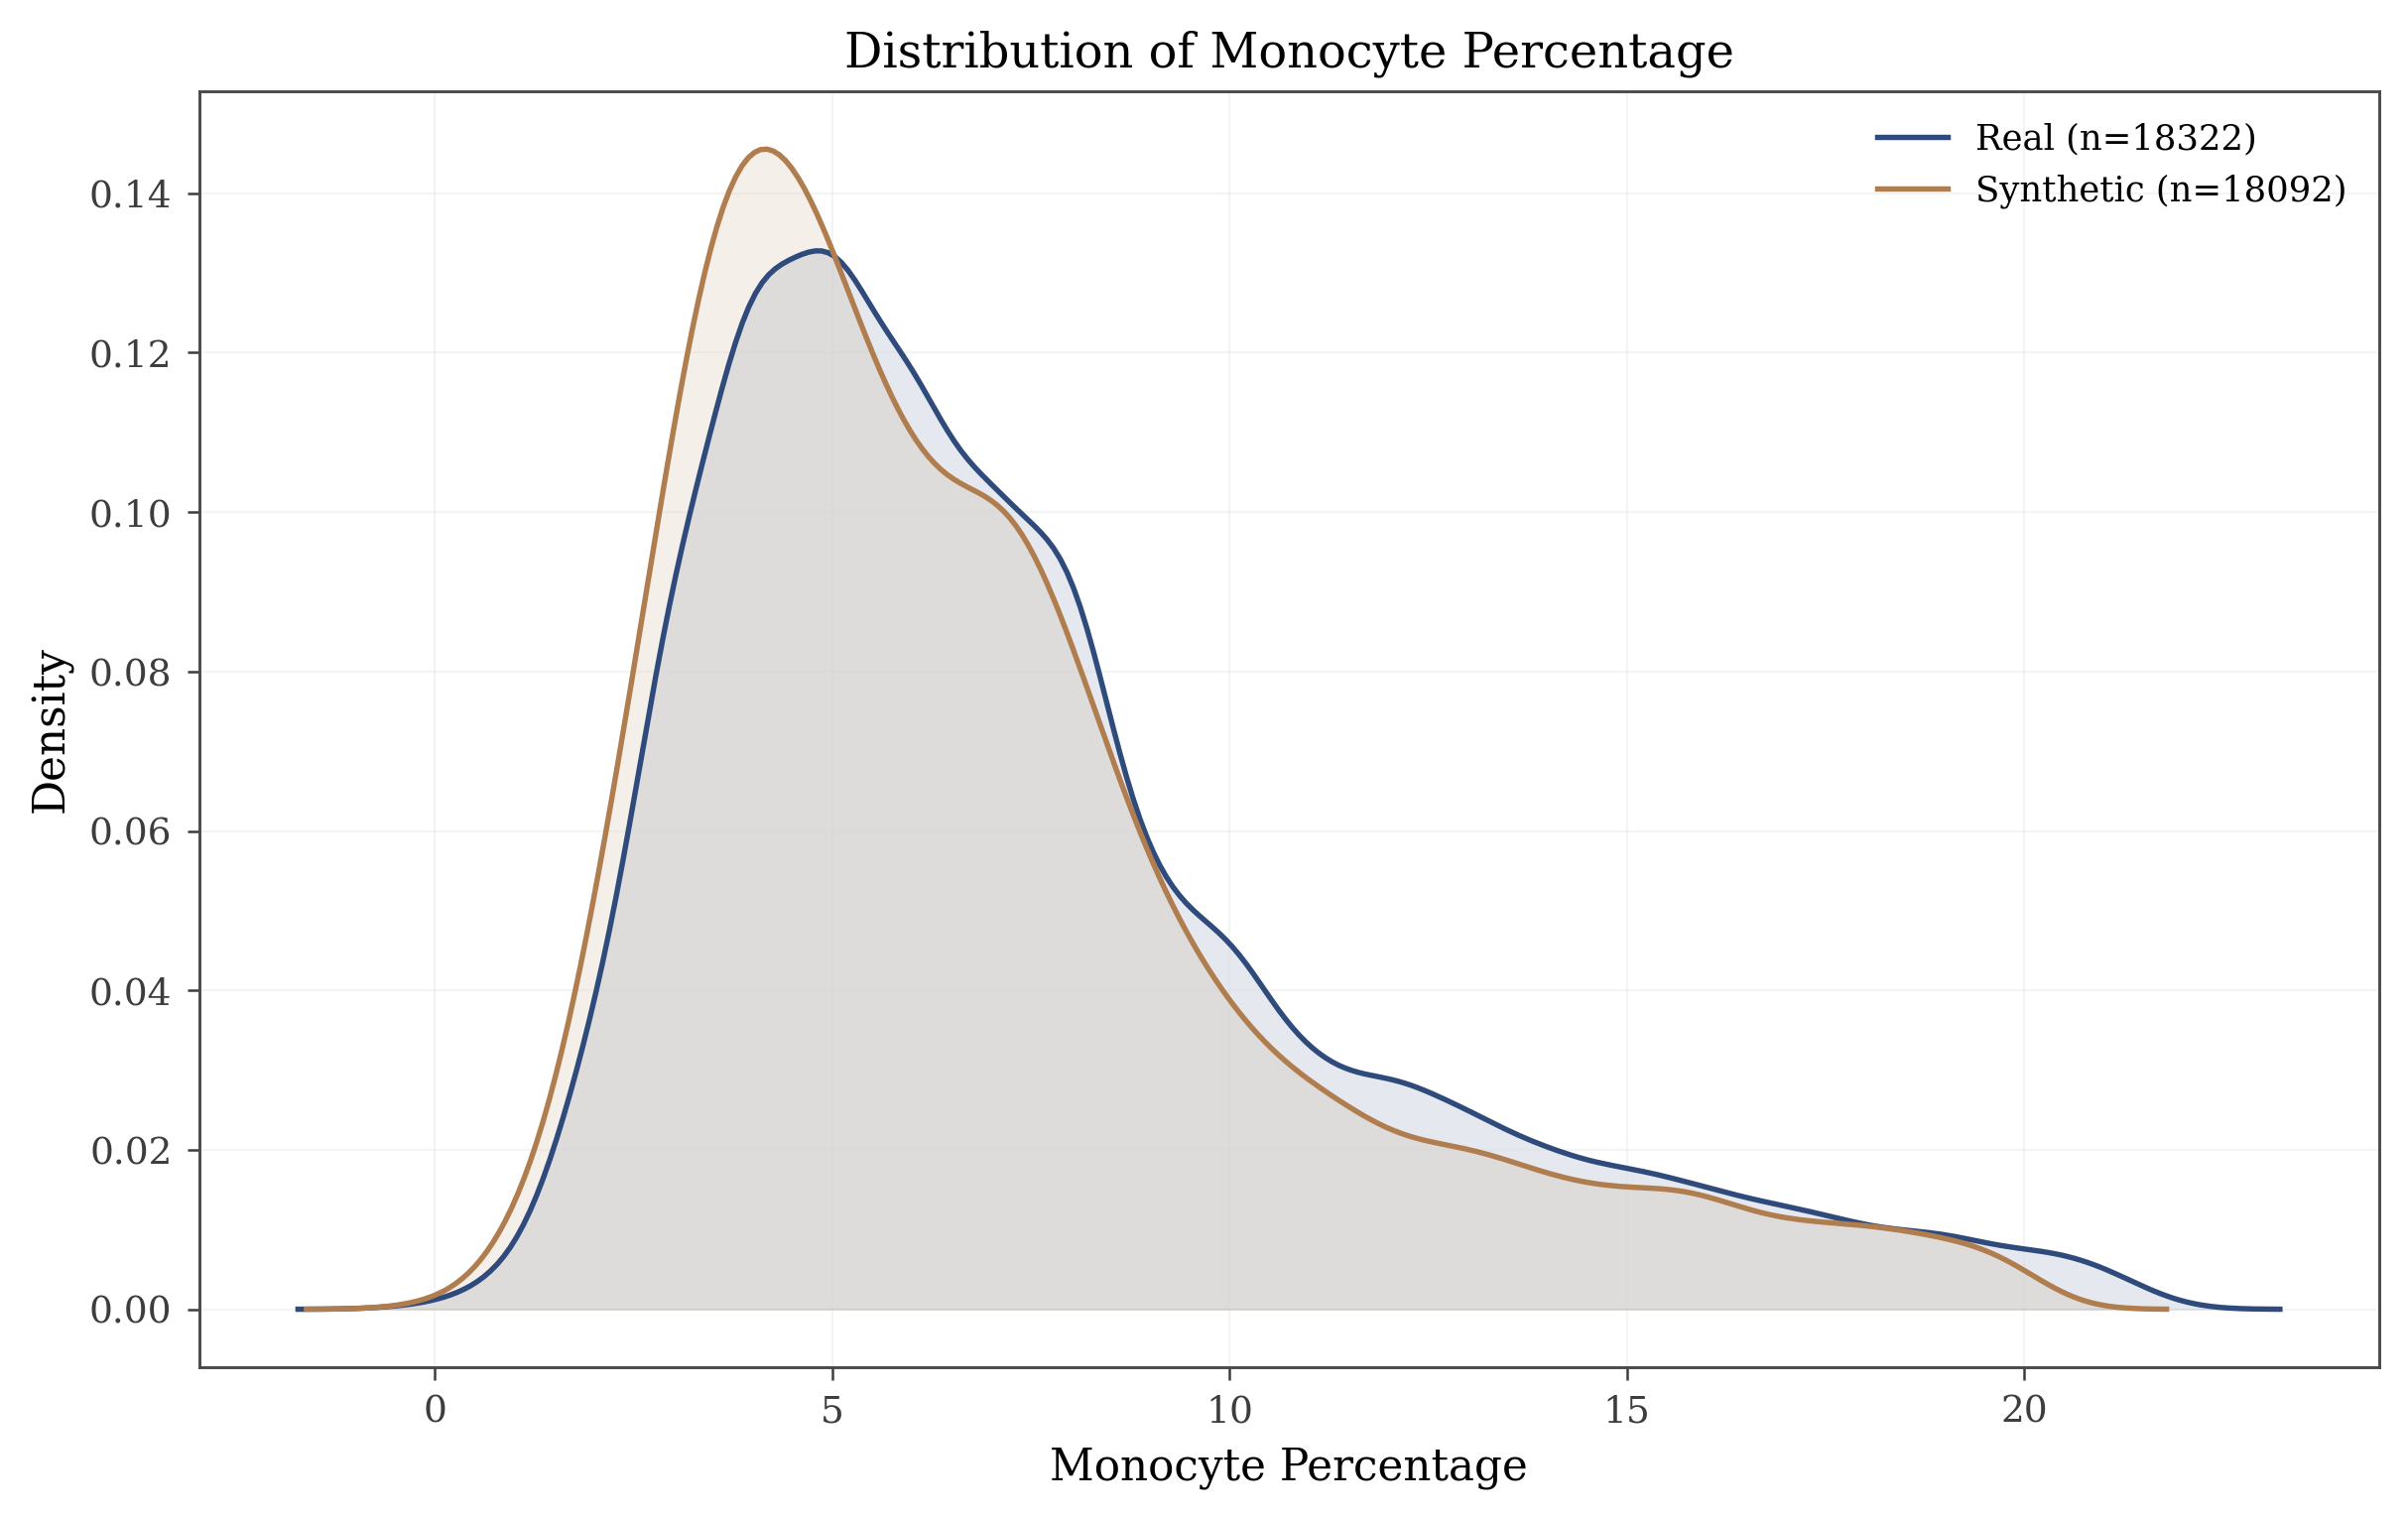 Distribution of Monocyte Percentage
Real (n=18322)
Synthetic (n=18092)
Density
0.14
0.12
0.10
0.08
0.06
0.04
0.02
0.00
0 5 10 15 20
Monocyte Percentage